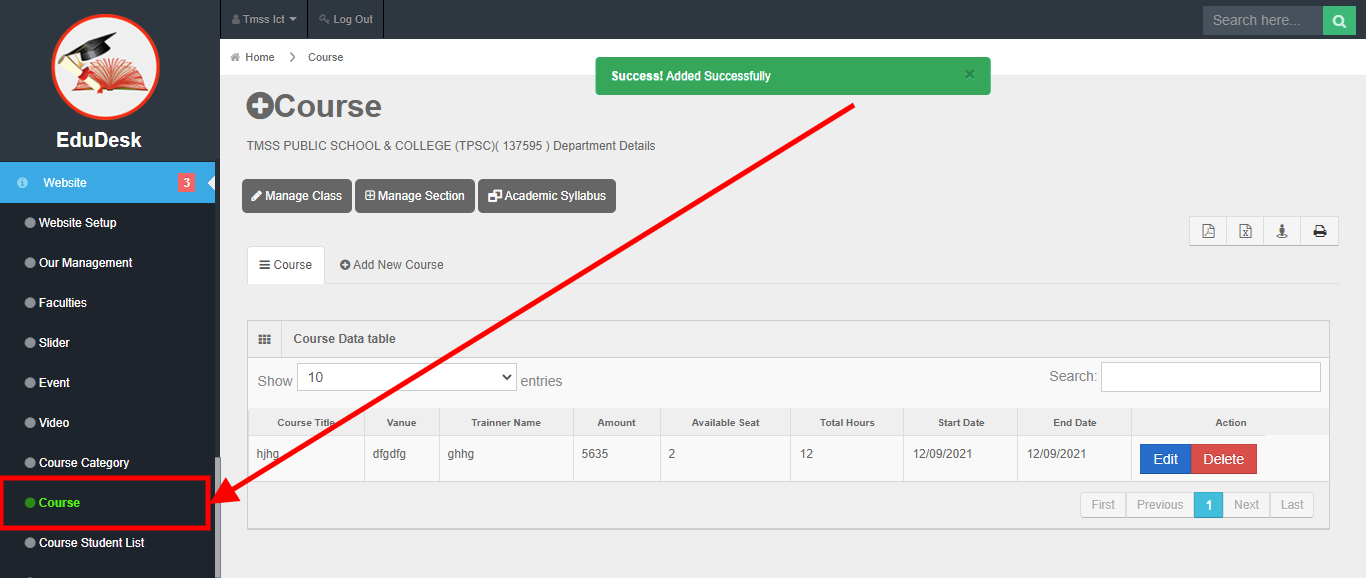 Tmss Ict
Log Out
Search here...
EduDesk
Home
Course
Success! Added Successfully
×
Course
TMSS PUBLIC SCHOOL & COLLEGE (TPSC)( 137595 ) Department Details
Website
3
Website Setup
Our Management
Faculties
Slider
Event
Video
Course Category
Course
Course Student List
Manage Class
Manage Section
Academic Syllabus
Course
Add New Course
Course Data table
Show 10 entries
Search:
Course Title Vanue Trainner Name Amount Available Seat Total Hours Start Date End Date Action
hjhg dfgdfg ghhg 5635 2 12 12/09/2021 12/09/2021 Edit Delete
First Previous 1 Next Last